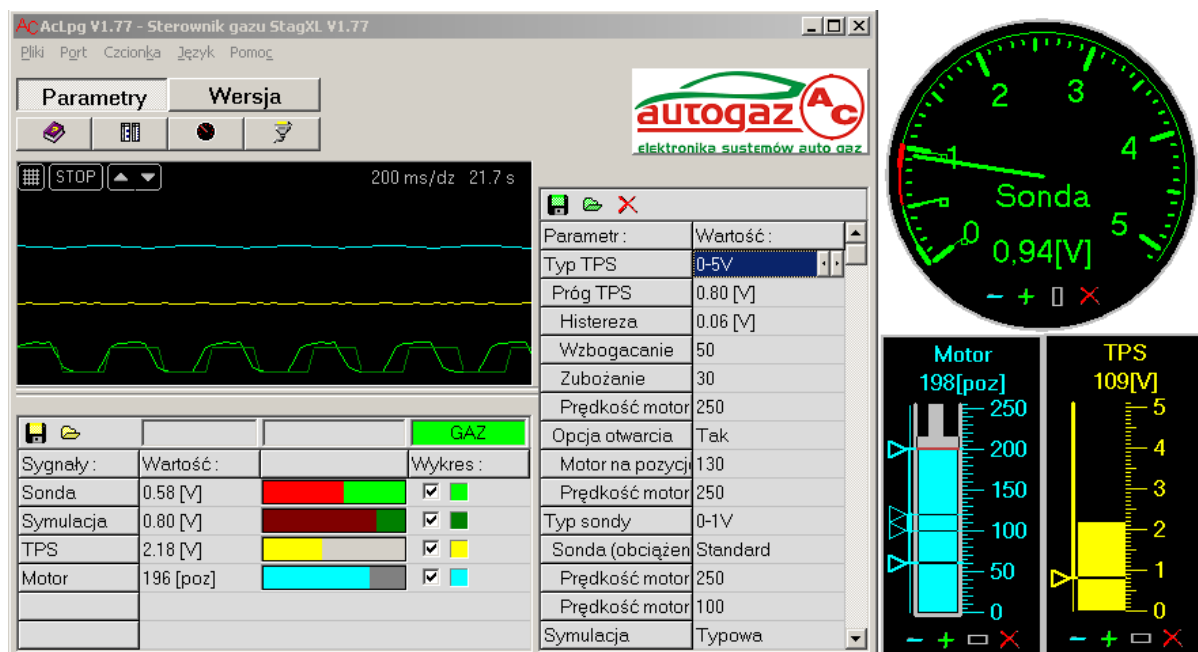 AcLpg V1.77 - Sterownik gazu StagXL V1.77
Pliki Port Czcionka Język Pomoc
Parametry Wersja
autogaz AC
elektronika sustemów auto gaz
STOP 200 ms/dz 21.7 s
GAZ
Sygnały: Wartość: Wykres:
Sonda 0.58 [V]
Symulacja 0.80 [V]
TPS 2.18 [V]
Motor 196 [poz]
Parametr: Wartość:
Typ TPS 0-5V
Próg TPS 0.80 [V]
Histereza 0.06 [V]
Wzbogacanie 50
Zubożanie 30
Prędkość motor 250
Opcja otwarcia Tak
Motor na pozycji 130
Prędkość motor 250
Typ sondy 0-1V
Sonda (obciążen Standard
Prędkość motor 250
Prędkość motor 100
Symulacja Typowa
0 1 2 3 4 5
Sonda
0,94[V]
Motor
198[poz]
250
200
150
100
50
0
TPS
109[V]
5
4
3
2
1
0